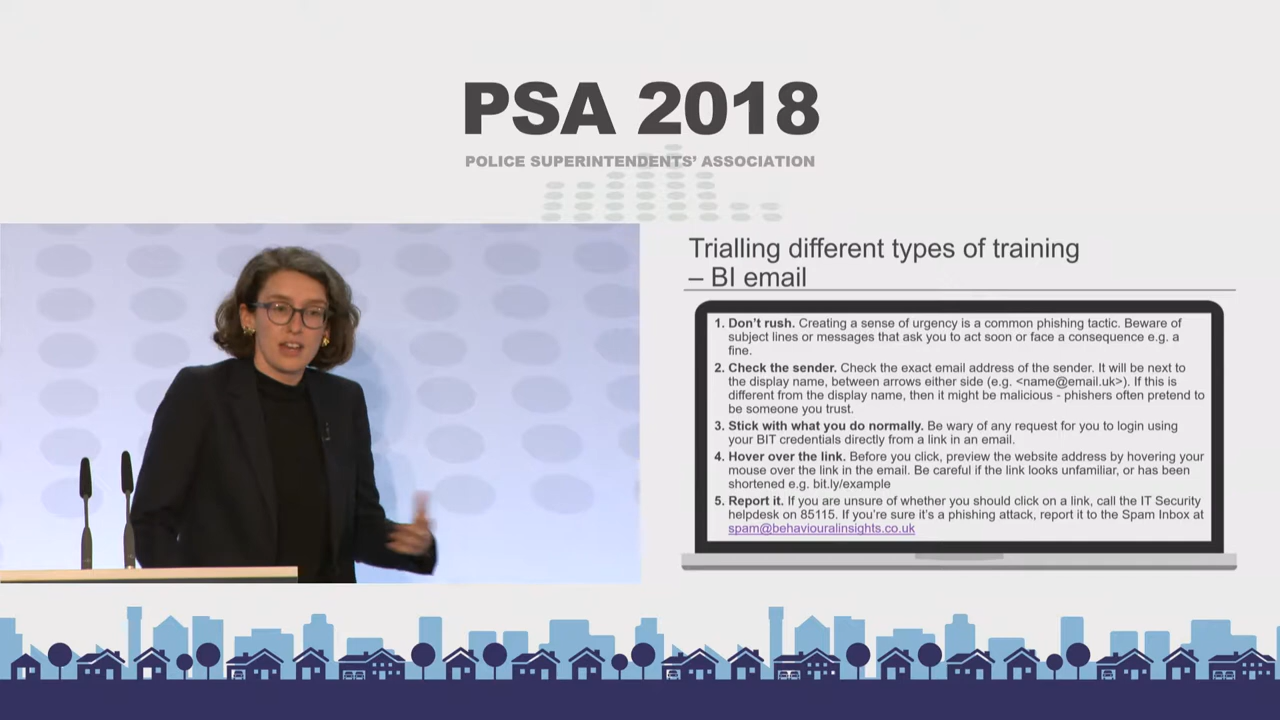 PSA 2018
POLICE SUPERINTENDENTS' ASSOCIATION
Trialling different types of training
– BI email
1. Don't rush. Creating a sense of urgency is a common phishing tactic. Beware of
subject lines or messages that ask you to act soon or face a consequence e.g. a
fine.
2. Check the sender. Check the exact email address of the sender. It will be next to
the display name, between arrows either side (e.g. <name@email.uk>). If this is
different from the display name, then it might be malicious - phishers often pretend to
be someone you trust.
3. Stick with what you do normally. Be wary of any request for you to login using
your BIT credentials directly from a link in an email.
4. Hover over the link. Before you click, preview the website address by hovering your
mouse over the link in the email. Be careful if the link looks unfamiliar, or has been
shortened e.g. bit.ly/example
5. Report it. If you are unsure of whether you should click on a link, call the IT Security
helpdesk on 85115. If you're sure it's a phishing attack, report it to the Spam Inbox at
spam@behaviouralinsights.co.uk